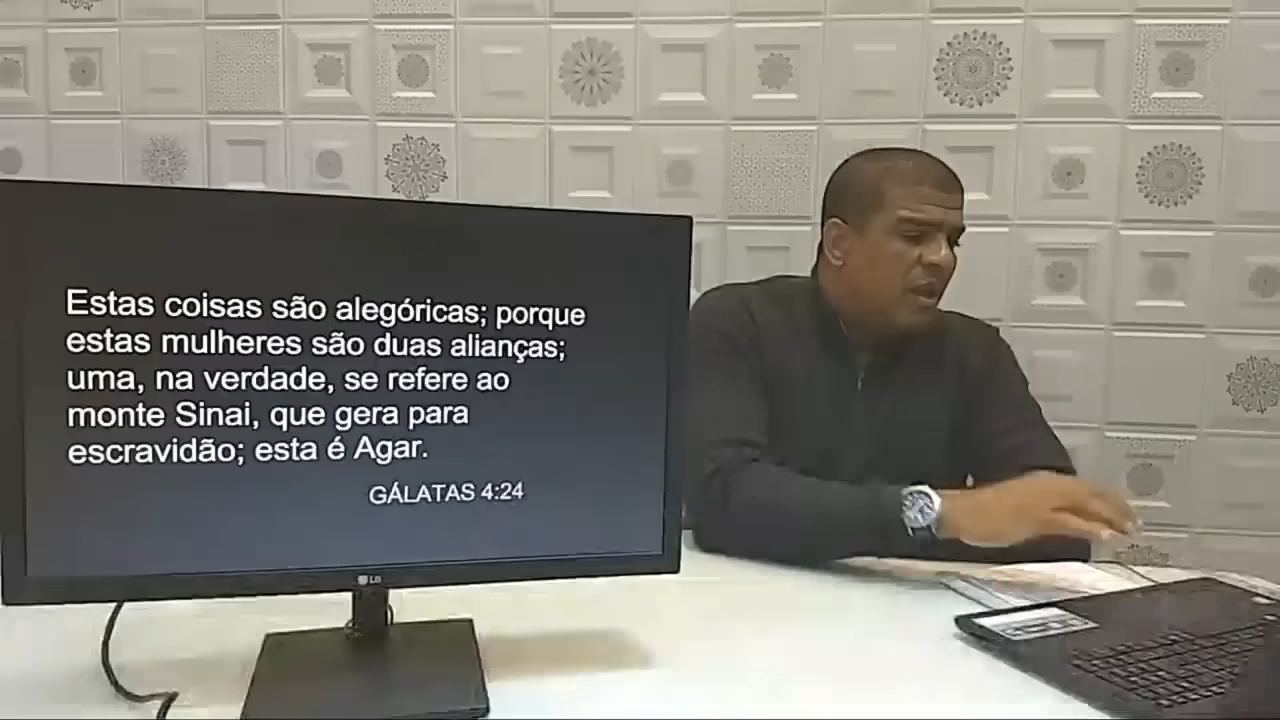 Estas coisas são alegóricas; porque
estas mulheres são duas alianças;
uma, na verdade, se refere ao
monte Sinai, que gera para
escravidão; esta é Agar.
GÁLATAS 4:24
LG